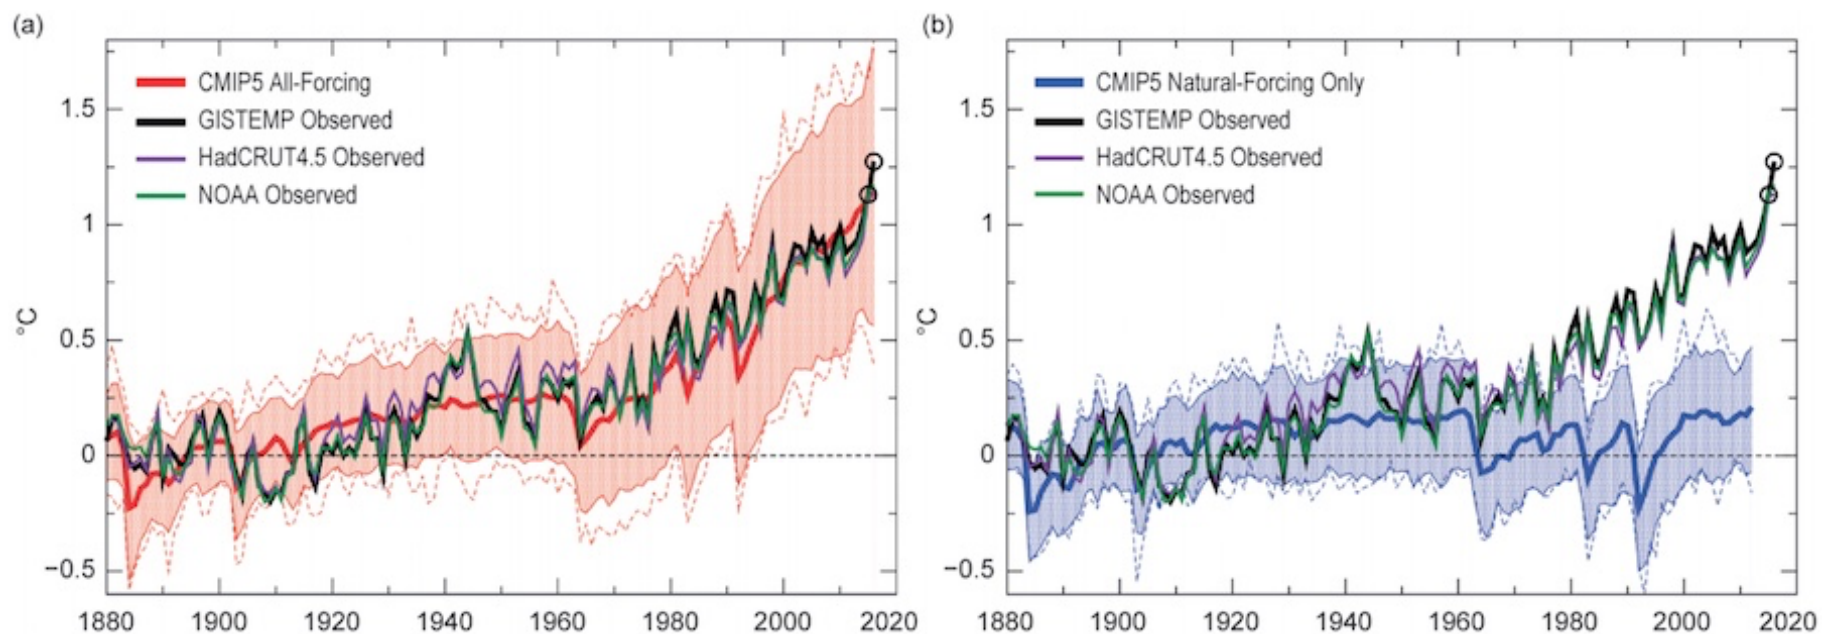 (a)
CMIP5 All-Forcing
GISTEMP Observed
HadCRUT4.5 Observed
NOAA Observed
1.5
1
0.5
0
−0.5
°C
1880 1900 1920 1940 1960 1980 2000 2020
(b)
CMIP5 Natural-Forcing Only
GISTEMP Observed
HadCRUT4.5 Observed
NOAA Observed
1.5
1
0.5
0
−0.5
°C
1880 1900 1920 1940 1960 1980 2000 2020